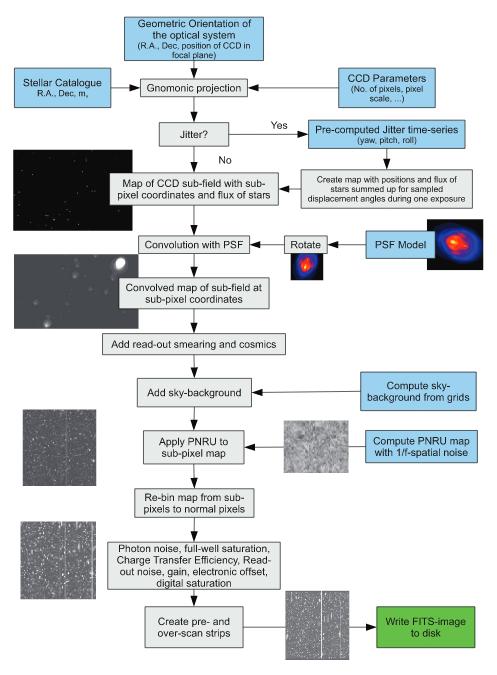 Geometric Orientation of
the optical system
(R.A., Dec, position of CCD in
focal plane)
Stellar Catalogue
R.A., Dec, mᵥ
Gnomonic projection
CCD Parameters
(No. of pixels, pixel
scale, ...)
Jitter?
Yes
Pre-computed Jitter time-series
(yaw, pitch, roll)
No
Map of CCD sub-field with sub-
pixel coordinates and flux of stars
Create map with positions and flux of
stars summed up for sampled
displacement angles during one exposure
Convolution with PSF
Rotate
PSF Model
Convolved map of sub-field at
sub-pixel coordinates
Add read-out smearing and cosmics
Add sky-background
Compute sky-
background from grids
Apply PNRU to
sub-pixel map
Compute PNRU map
with 1/f-spatial noise
Re-bin map from sub-
pixels to normal pixels
Photon noise, full-well saturation,
Charge Transfer Efficiency, Read-
out noise, gain, electronic offset,
digital saturation
Create pre- and
over-scan strips
Write FITS-image
to disk